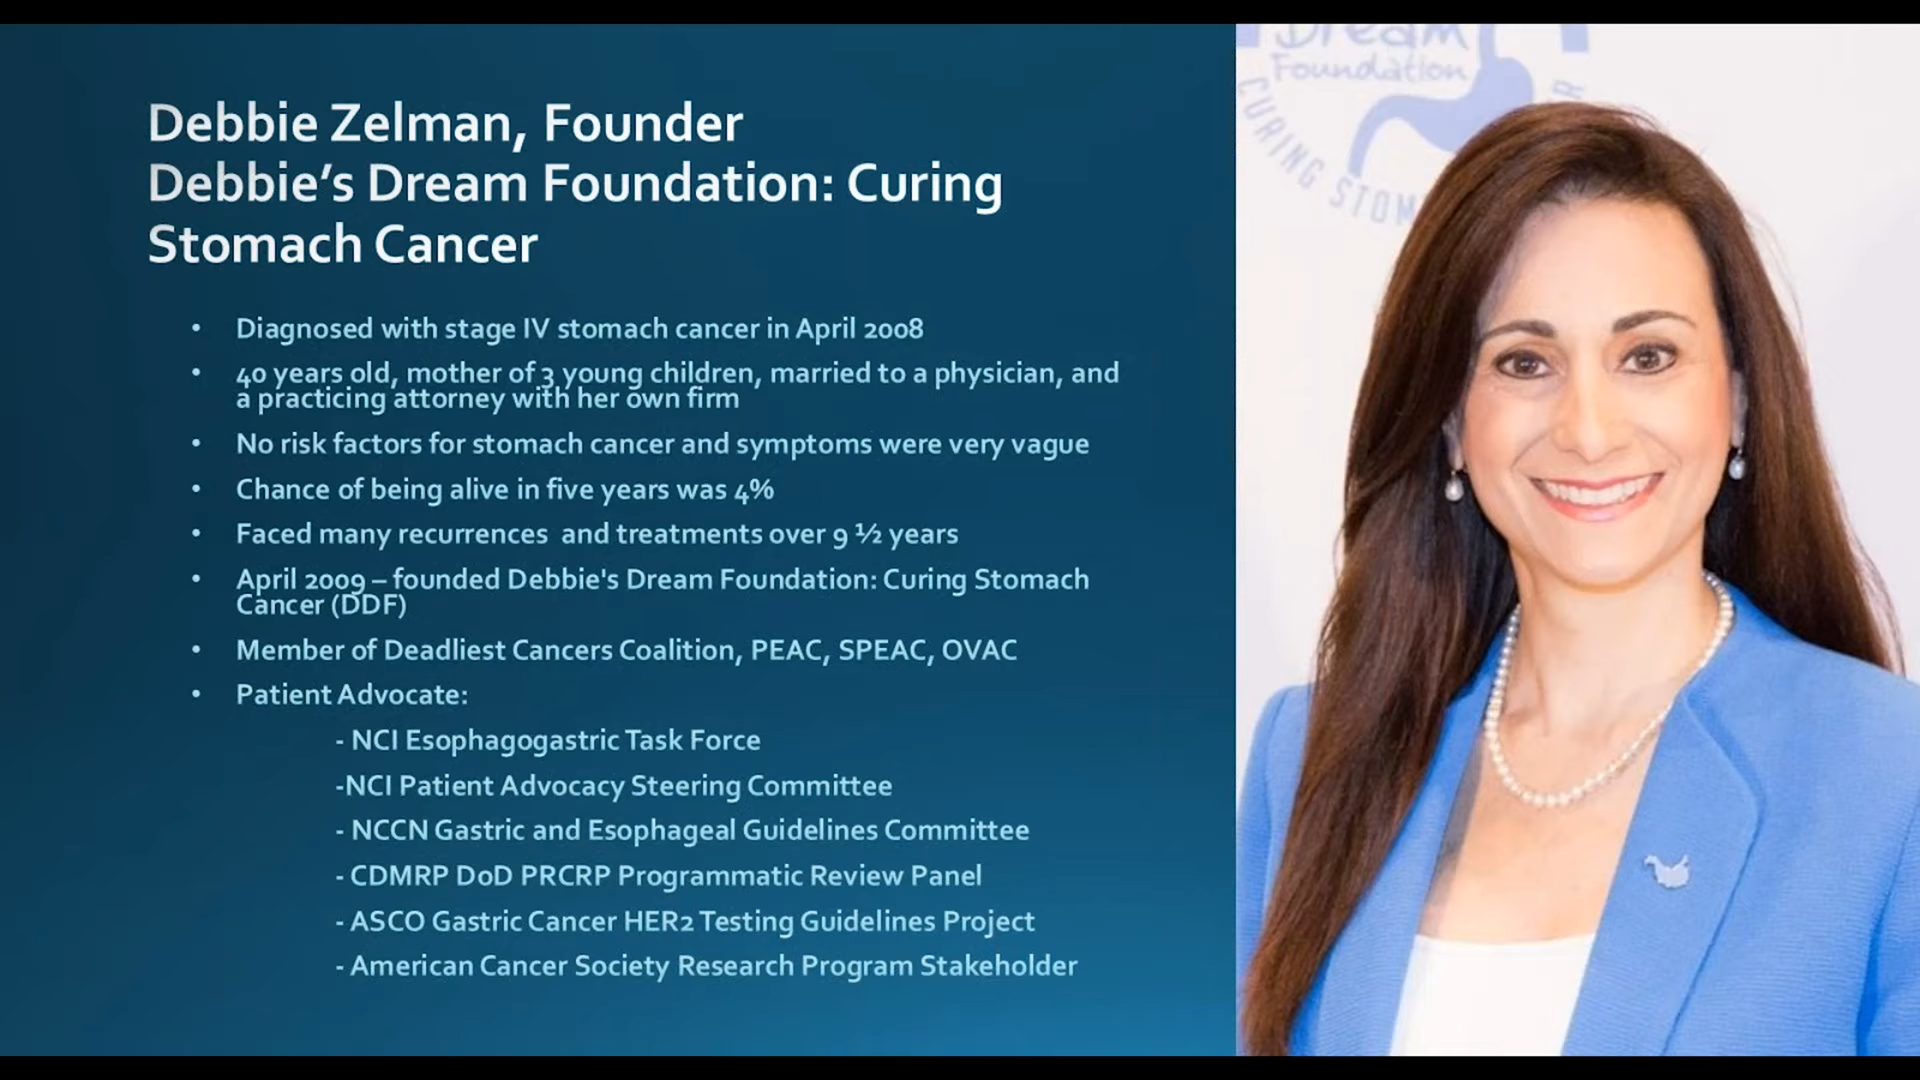 Debbie Zelman, Founder
Debbie’s Dream Foundation: Curing
Stomach Cancer
• Diagnosed with stage IV stomach cancer in April 2008
• 40 years old, mother of 3 young children, married to a physician, and
a practicing attorney with her own firm
• No risk factors for stomach cancer and symptoms were very vague
• Chance of being alive in five years was 4%
• Faced many recurrences  and treatments over 9 ½ years
• April 2009 – founded Debbie's Dream Foundation: Curing Stomach
Cancer (DDF)
• Member of Deadliest Cancers Coalition, PEAC, SPEAC, OVAC
• Patient Advocate:
- NCI Esophagogastric Task Force
-NCI Patient Advocacy Steering Committee
- NCCN Gastric and Esophageal Guidelines Committee
- CDMRP DoD PRCRP Programmatic Review Panel
- ASCO Gastric Cancer HER2 Testing Guidelines Project
- American Cancer Society Research Program Stakeholder
Dream
Foundation
CURING STOM
R